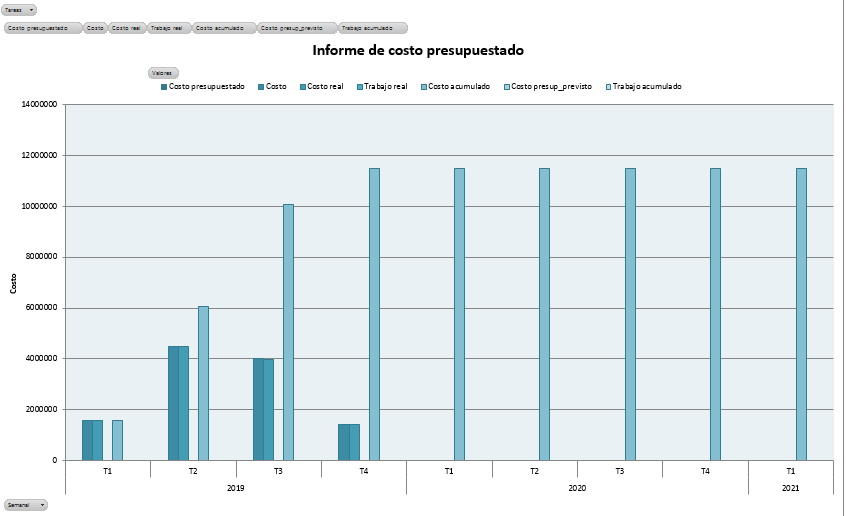 Tareas
Costo presupuestado Costo Costo real Trabajo real Costo acumulado Costo presup_previsto Trabajo acumulado
Informe de costo presupuestado
Valores
Costo presupuestado Costo Costo real Trabajo real Costo acumulado Costo presup_previsto Trabajo acumulado
14000000
12000000
10000000
8000000
6000000
4000000
2000000
0
Costo
T1 T2 T3 T4 T1 T2 T3 T4 T1
2019 2020 2021
Semanal